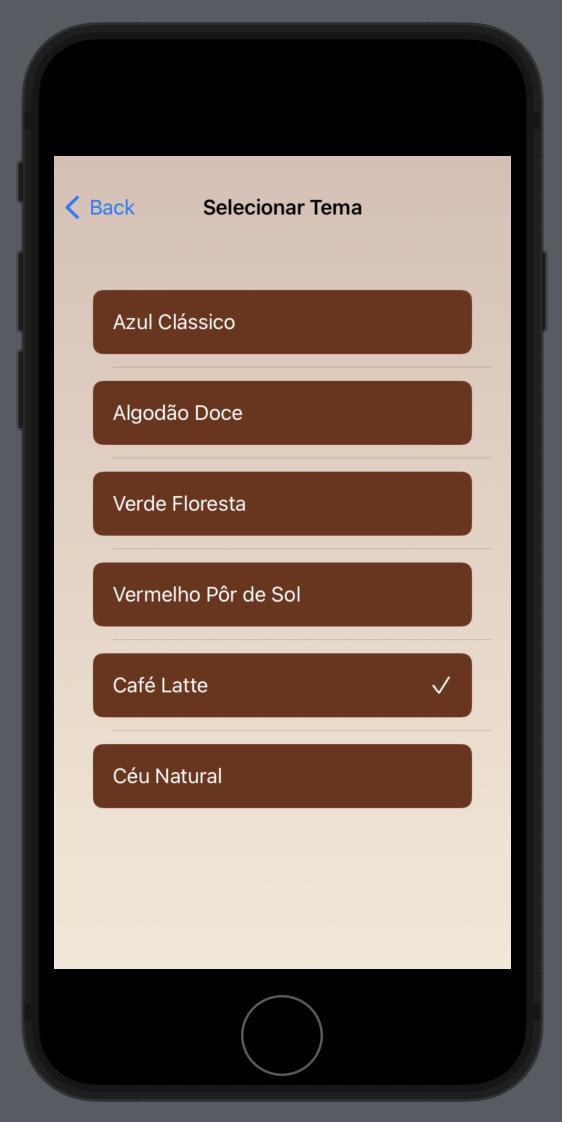 Back
Selecionar Tema
Azul Clássico
Algodão Doce
Verde Floresta
Vermelho Pôr de Sol
Café Latte
Céu Natural